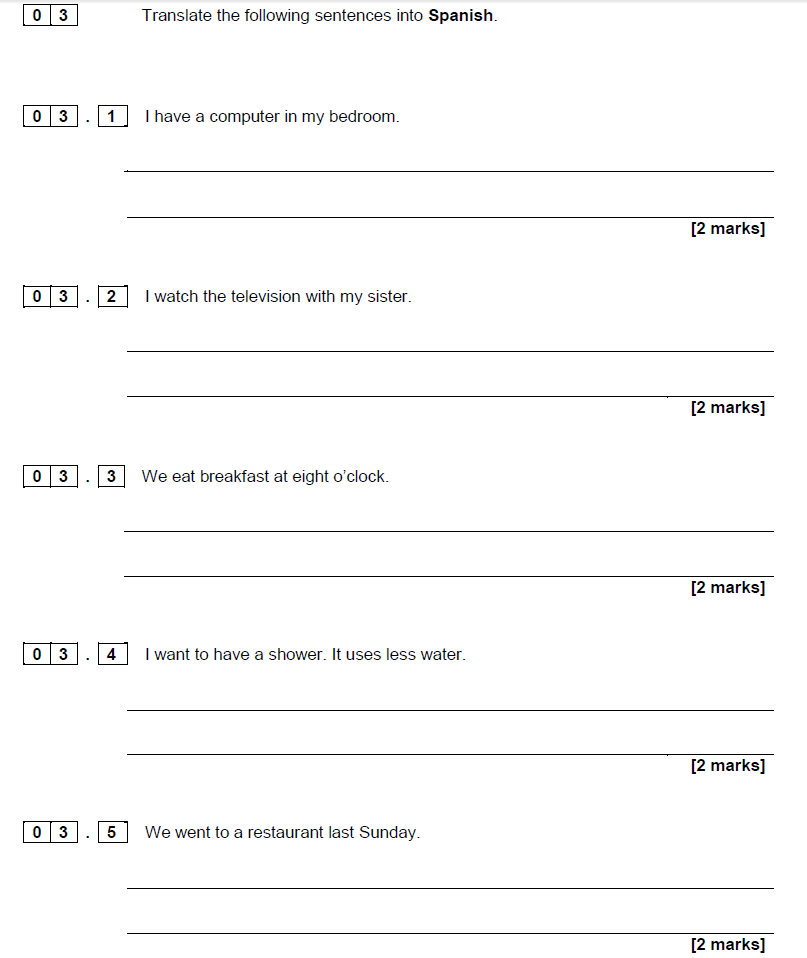 0 3 Translate the following sentences into Spanish.
0 3 . 1 I have a computer in my bedroom.
[2 marks]
0 3 . 2 I watch the television with my sister.
[2 marks]
0 3 . 3 We eat breakfast at eight o’clock.
[2 marks]
0 3 . 4 I want to have a shower. It uses less water.
[2 marks]
0 3 . 5 We went to a restaurant last Sunday.
[2 marks]